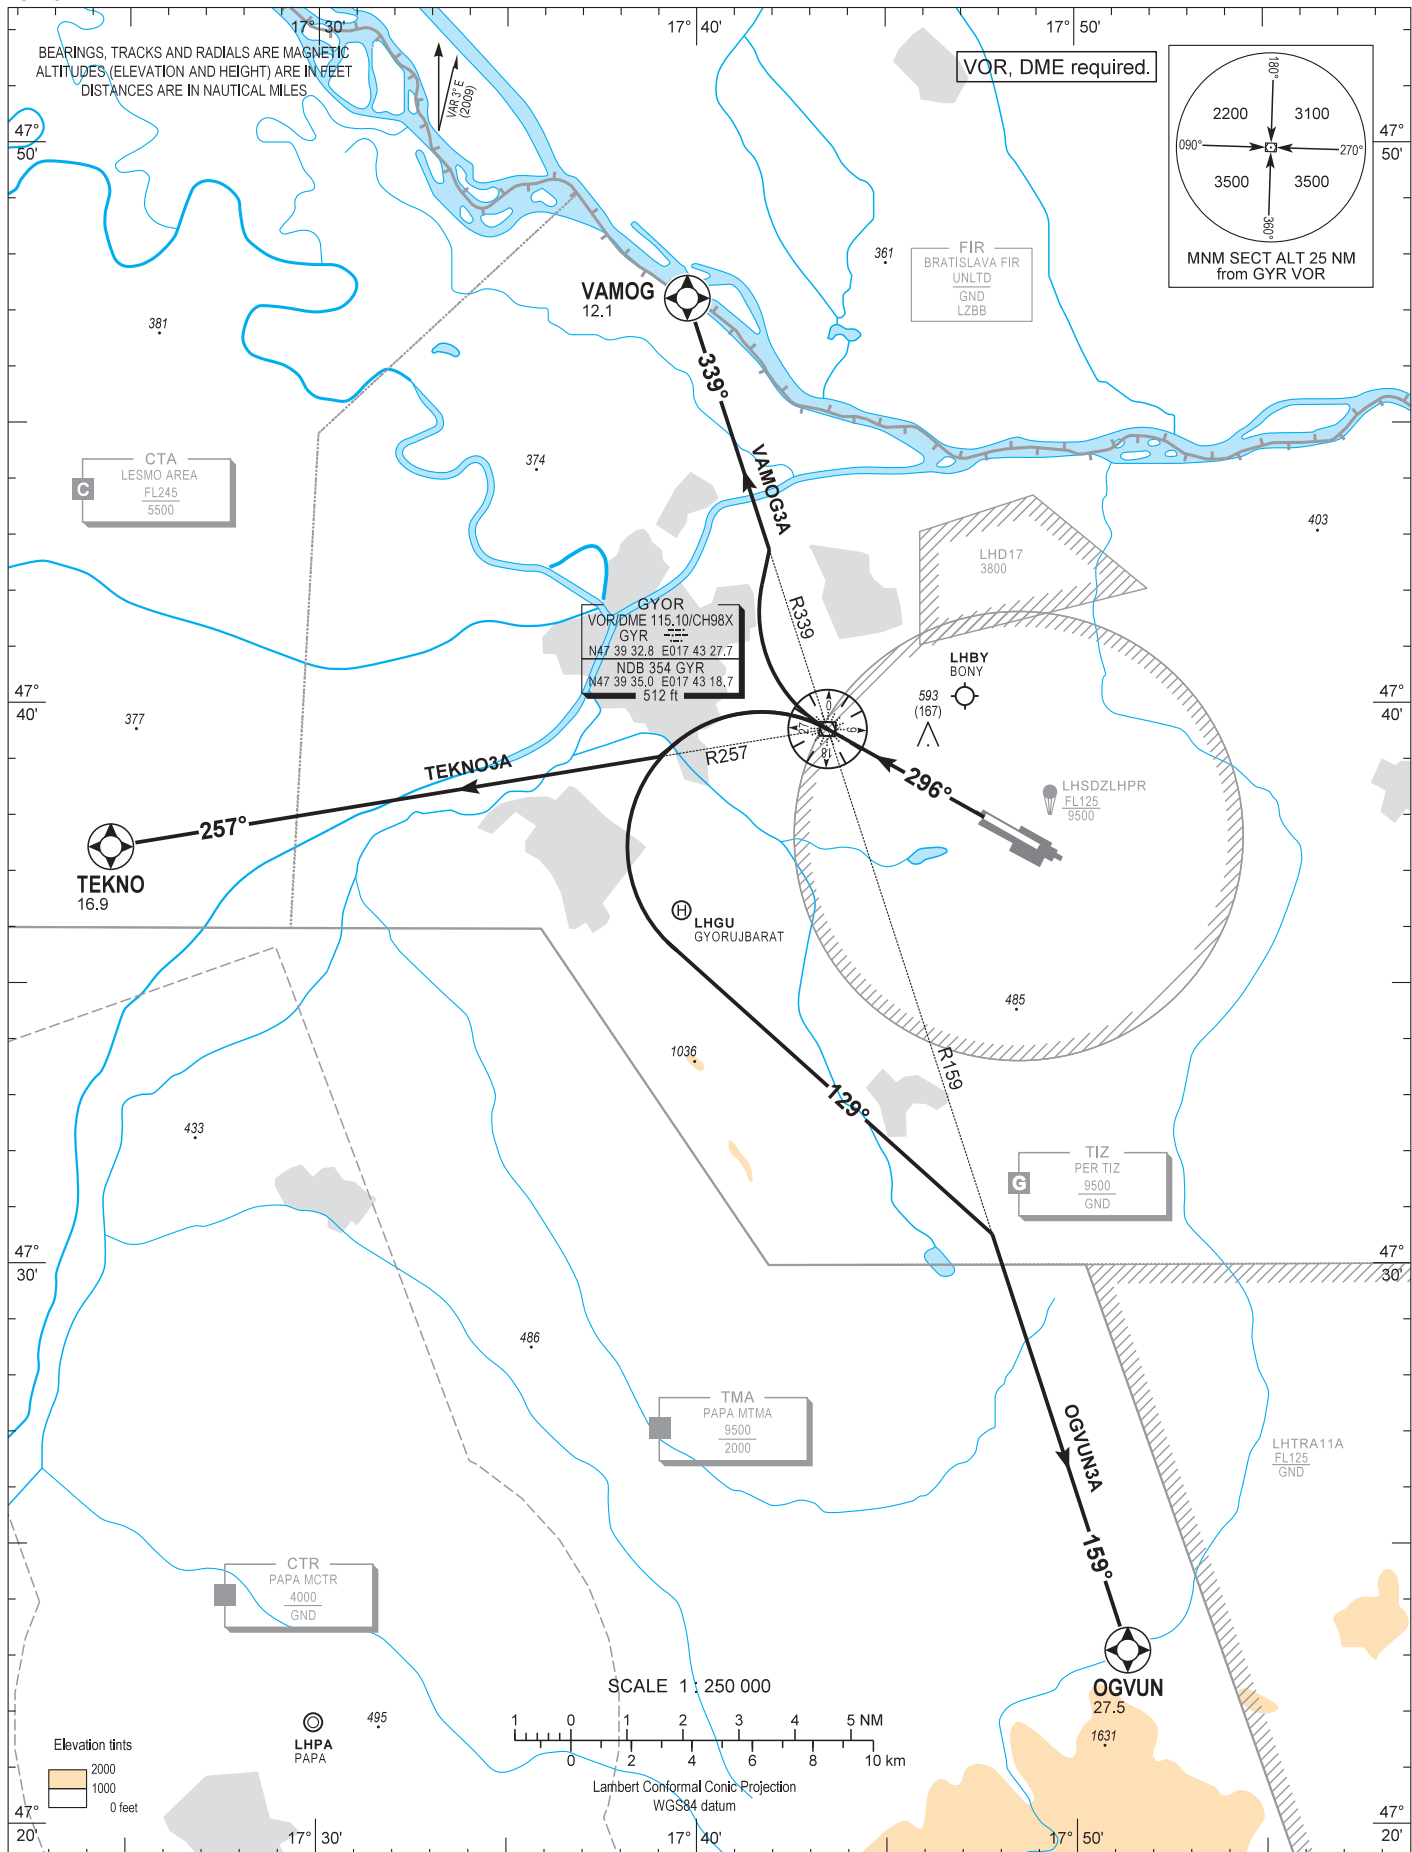 17° 30'
17° 40'
17° 50'
BEARINGS, TRACKS AND RADIALS ARE MAGNETIC
ALTITUDES (ELEVATION AND HEIGHT) ARE IN FEET
DISTANCES ARE IN NAUTICAL MILES
VAR 3° E
(2009)
VOR, DME required.
180°
2200
3100
090°
270°
3500
3500
360°
MNM SECT ALT 25 NM
from GYR VOR
47°
50'
47°
50'
361
FIR
BRATISLAVA FIR
UNLTD
GND
LZBB
VAMOG
12.1
381
339°
VAMOG3A
374
CTA
LESMO AREA
C
FL245
5500
403
LHD17
3800
GYOR
VOR/DME 115.10/CH98X
GYR
N47 39 32.8 E017 43 27.7
NDB 354 GYR
N47 39 35.0 E017 43 18.7
512 ft
R339
LHBY
BONY
593
(167)
47°
40'
47°
40'
377
0
9
18
27
R257
TEKNO3A
257°
296°
LHSDZLHPR
FL125
9500
TEKNO
16.9
H
LHGU
GYORUJBARAT
485
1036
R159
129°
433
TIZ
PER TIZ
G
9500
GND
47°
30'
47°
30'
486
TMA
PAPA MTMA
9500
2000
OGVUN3A
LHTRA11A
FL125
GND
159°
CTR
PAPA MCTR
4000
GND
SCALE 1 : 250 000
OGVUN
27.5
1 0 1 2 3 4 5 NM
0 2 4 6 8 10 km
Lambert Conformal Conic Projection
WGS84 datum
495
LHPA
PAPA
1631
Elevation tints
2000
1000
0 feet
47°
20'
47°
20'
17° 30'
17° 40'
17° 50'